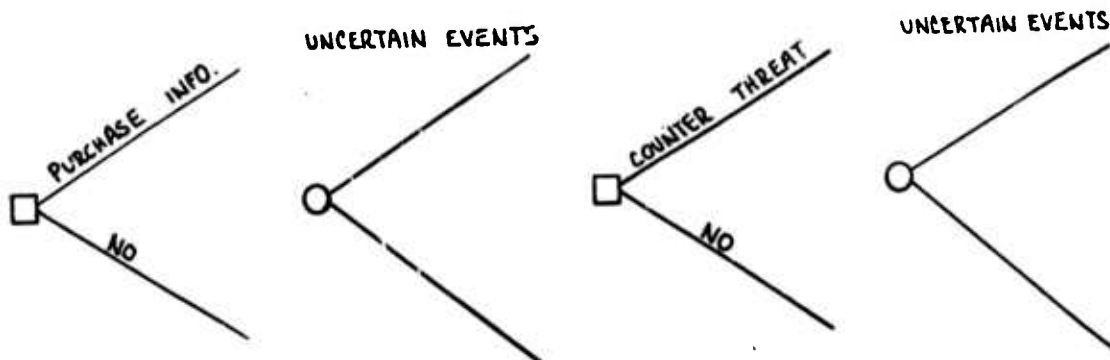 PURCHASE INFO.
NO
UNCERTAIN EVENTS
COUNTER THREAT
NO
UNCERTAIN EVENTS